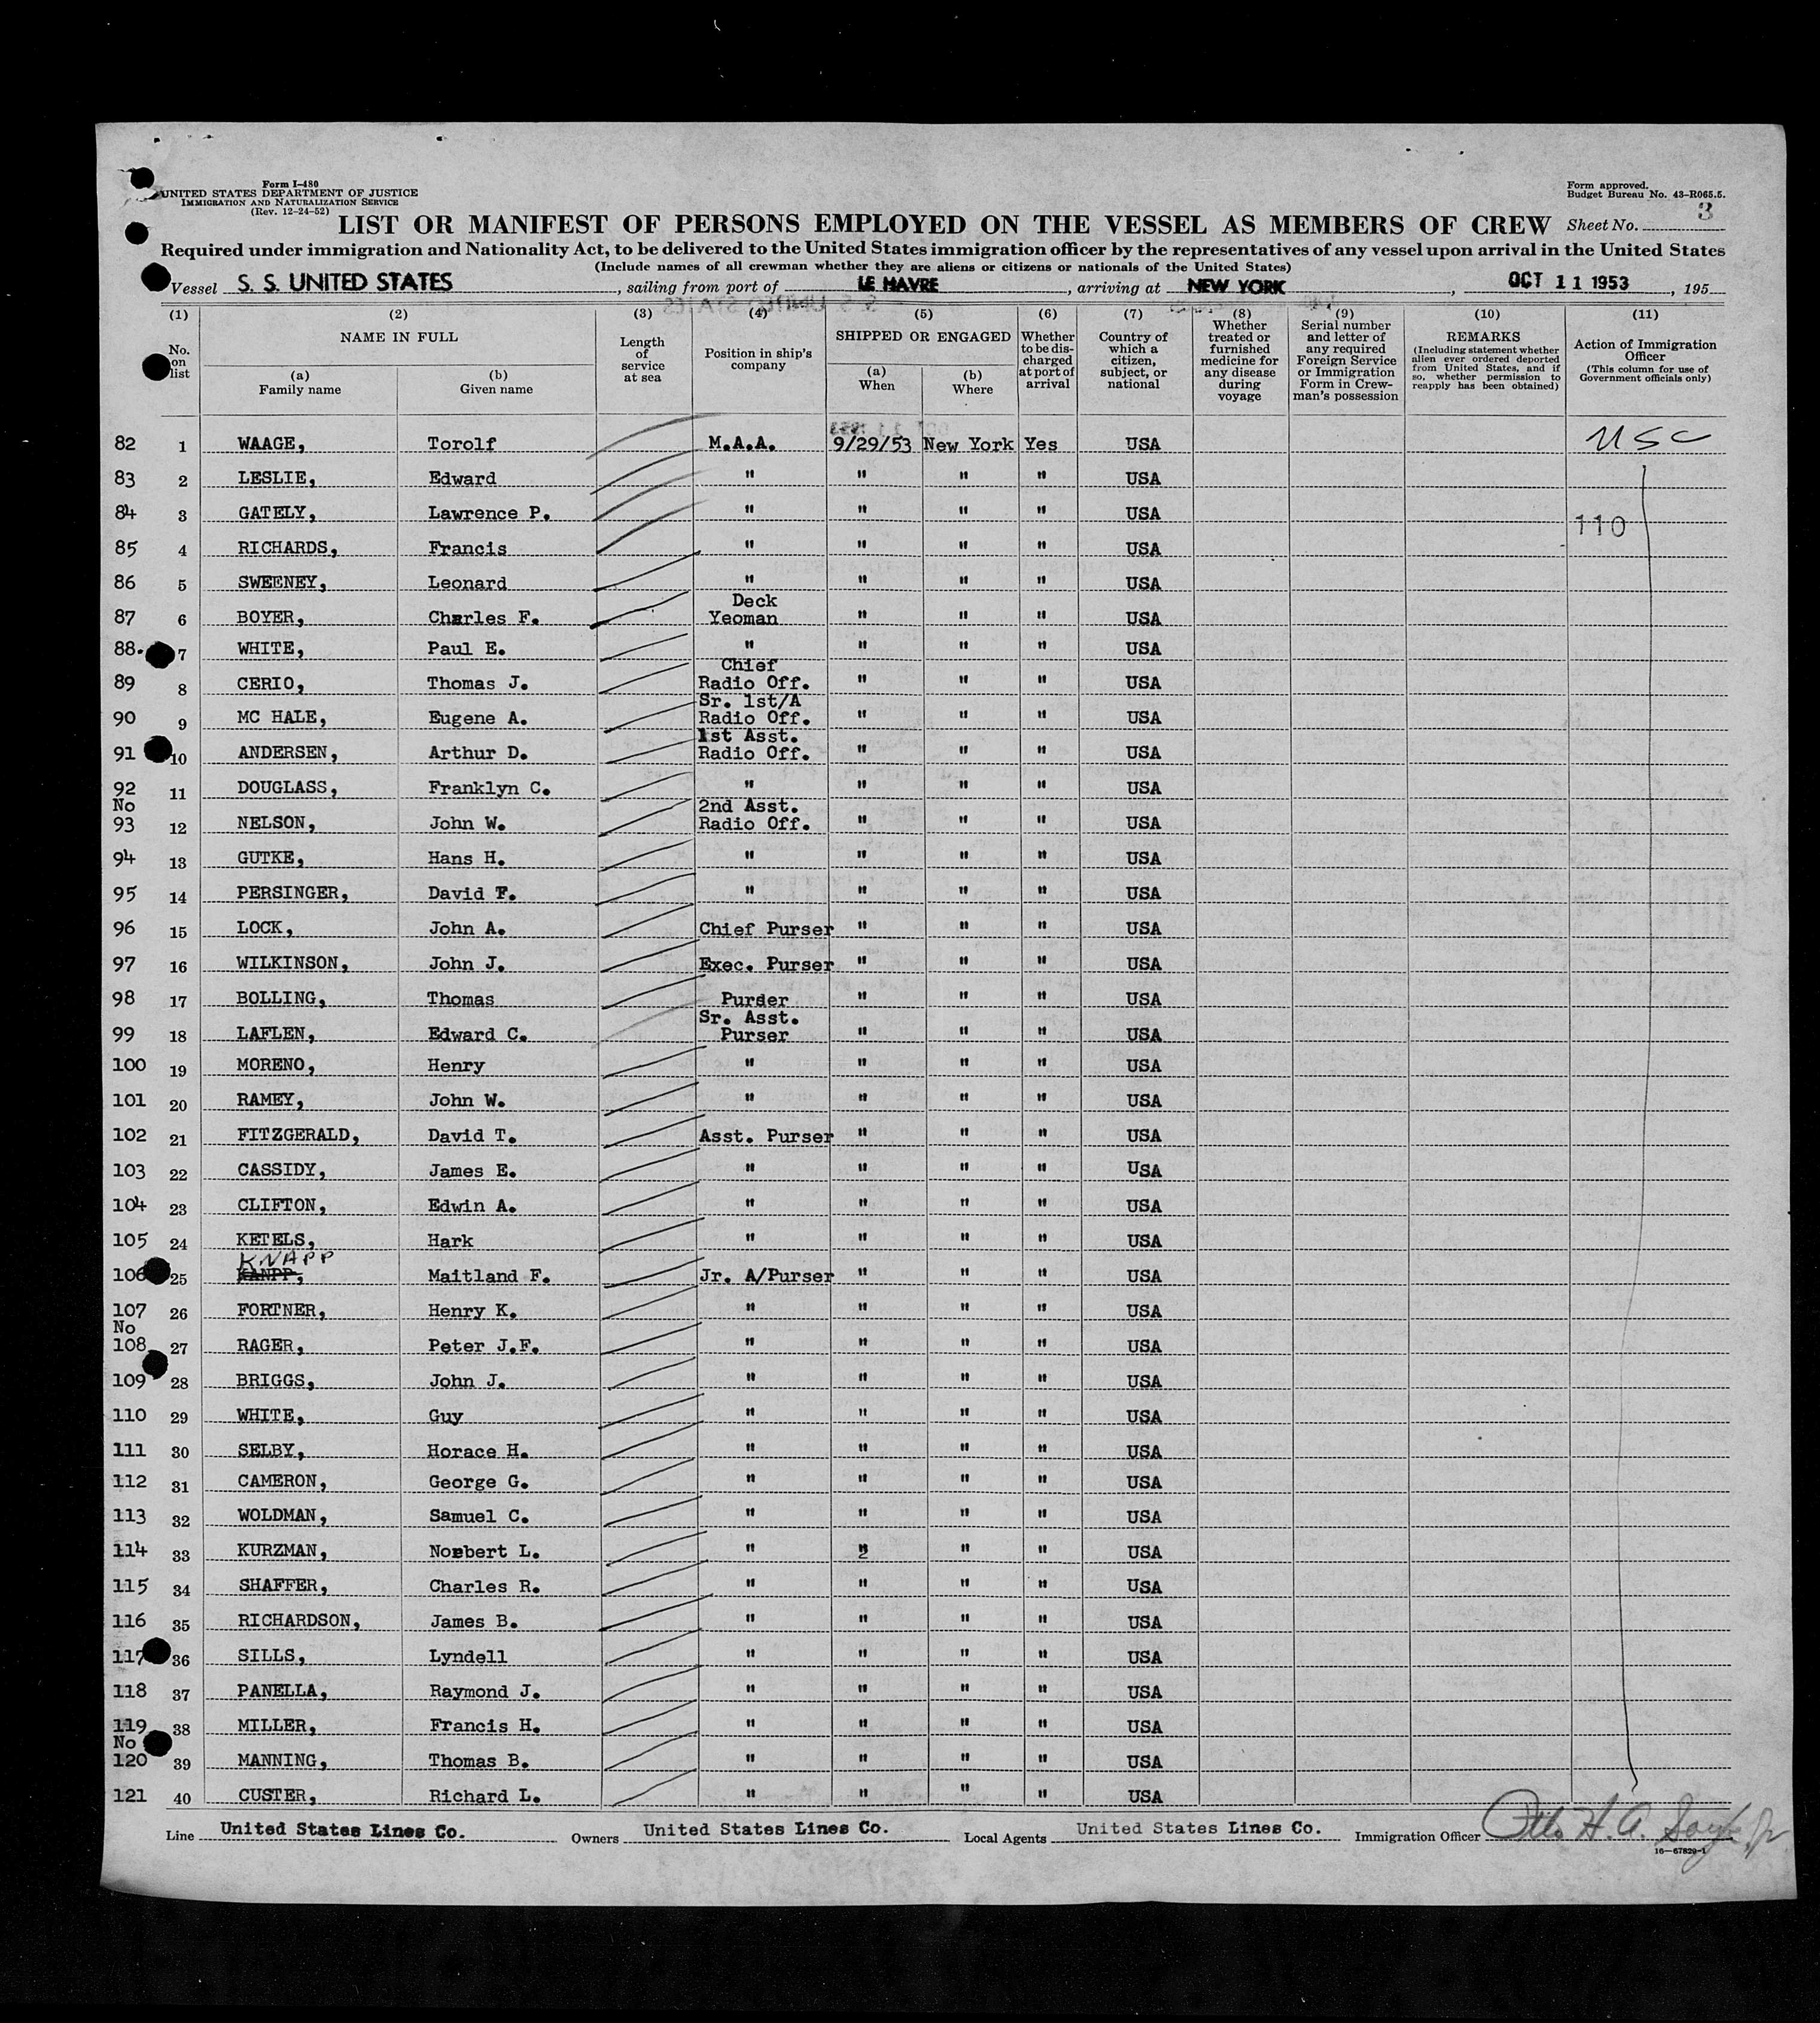 Form I-480
UNITED STATES DEPARTMENT OF JUSTICE
IMMIGRATION AND NATURALIZATION SERVICE
(Rev. 12-24-52)
Form approved.
Budget Bureau No. 43-R065.5.
LIST OR MANIFEST OF PERSONS EMPLOYED ON THE VESSEL AS MEMBERS OF CREW Sheet No. 3
Required under immigration and Nationality Act, to be delivered to the United States immigration officer by the representatives of any vessel upon arrival in the United States
(Include names of all crewman whether they are aliens or citizens or nationals of the United States)
Vessel S. S. UNITED STATES, sailing from port of LE HAVRE, arriving at NEW YORK, OCT 11 1953, 195
(1) (2) (3) (4) (5) (6) (7) (8) (9) (10) (11)
No. on list
NAME IN FULL
(a) Family name
(b) Given name
Length of service at sea
Position in ship's company
SHIPPED OR ENGAGED
(a) When
(b) Where
Whether to be discharged at port of arrival
Country of which a citizen, subject, or national
Whether treated or furnished medicine for any disease during voyage
Serial number and letter of any required Foreign Service or Immigration Form in Crewman's possession
REMARKS
(Including statement whether alien ever ordered deported from United States, and if so, whether permission to reapply has been obtained)
Action of Immigration Officer
(This column for use of Government officials only)
82 1 WAAGE, Torolf M.A.A. 9/29/53 New York Yes USA USC
83 2 LESLIE, Edward " " " " USA
84 3 GATELY, Lawrence P. " " " " USA 110
85 4 RICHARDS, Francis " " " " USA
86 5 SWEENEY, Leonard " " " " USA
87 6 BOYER, Charles F. Deck Yeoman " " " USA
88. 7 WHITE, Paul E. " " " " USA
89 8 CERIO, Thomas J. Chief Radio Off. " " " USA
90 9 MC HALE, Eugene A. Sr. 1st/A Radio Off. " " " USA
91 10 ANDERSEN, Arthur D. 1st Asst. Radio Off. " " " USA
92 11 DOUGLASS, Franklyn C. " " " " USA
No
93 12 NELSON, John W. 2nd Asst. Radio Off. " " " USA
94 13 GUTKE, Hans H. " " " " USA
95 14 PERSINGER, David F. " " " " USA
96 15 LOCK, John A. Chief Purser " " " USA
97 16 WILKINSON, John J. Exec. Purser " " " USA
98 17 BOLLING, Thomas Purser " " " USA
99 18 LAFLEN, Edward C. Sr. Asst. Purser " " " USA
100 19 MORENO, Henry " " " " USA
101 20 RAMEY, John W. " " " " USA
102 21 FITZGERALD, David T. Asst. Purser " " " USA
103 22 CASSIDY, James E. " " " " USA
104 23 CLIFTON, Edwin A. " " " " USA
105 24 KETELS, Hark " " " " USA
KNAPP
106 25 KANPP, Maitland F. Jr. A/Purser " " " USA
107 26 FORTNER, Henry K. " " " " USA
No
108 27 RAGER, Peter J.F. " " " " USA
109 28 BRIGGS, John J. " " " " USA
110 29 WHITE, Guy " " " " USA
111 30 SELBY, Horace H. " " " " USA
112 31 CAMERON, George G. " " " " USA
113 32 WOLDMAN, Samuel C. " " " " USA
114 33 KURZMAN, Norbert L. " " " " USA
115 34 SHAFFER, Charles R. " " " " USA
116 35 RICHARDSON, James B. " " " " USA
117 36 SILLS, Lyndell " " " " USA
118 37 PANELLA, Raymond J. " " " " USA
119 38 MILLER, Francis H. " " " " USA
No
120 39 MANNING, Thomas B. " " " " USA
121 40 CUSTER, Richard L. " " " " USA
Line United States Lines Co. Owners United States Lines Co. Local Agents United States Lines Co. Immigration Officer Otto H. A.
16-67829-1